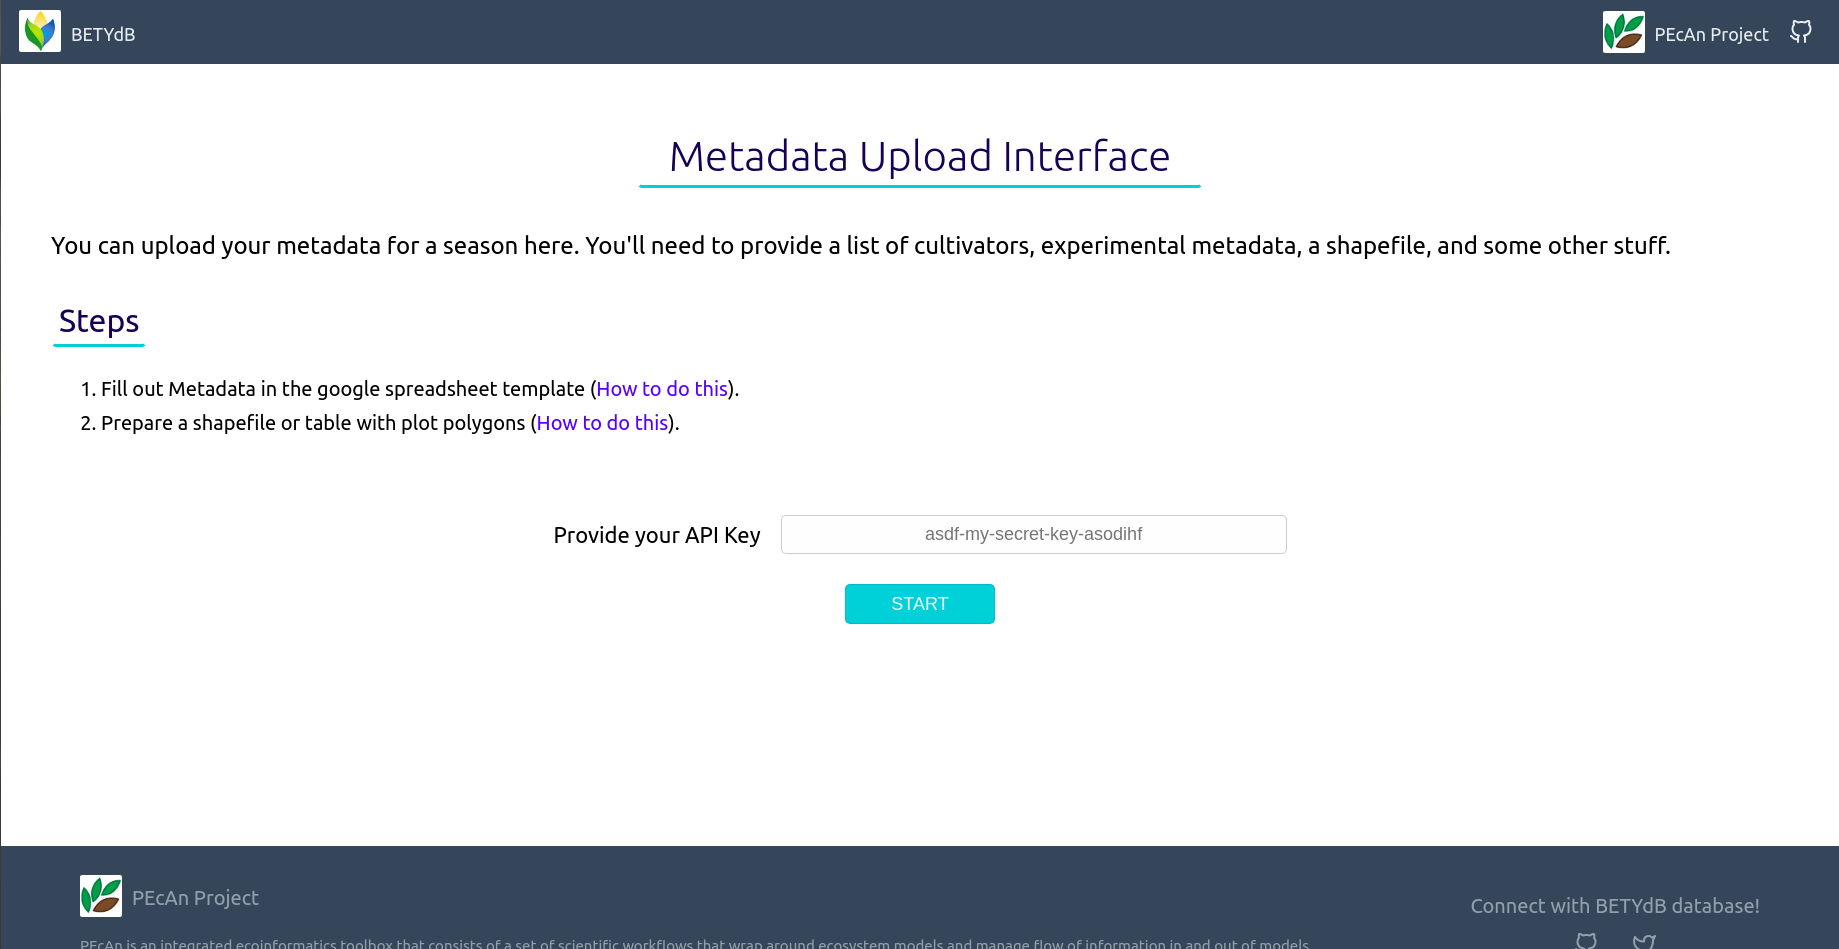 BETYdB
PEcAn Project
Metadata Upload Interface
You can upload your metadata for a season here. You'll need to provide a list of cultivators, experimental metadata, a shapefile, and some other stuff.
Steps
1. Fill out Metadata in the google spreadsheet template (How to do this).
2. Prepare a shapefile or table with plot polygons (How to do this).
Provide your API Key
asdf-my-secret-key-asodihf
START
PEcAn Project
Connect with BETYdB database!
PEcAn is an integrated ecoinformatics toolbox that consists of a set of scientific workflows that wrap around ecosystem models and manage flow of information in and out of models